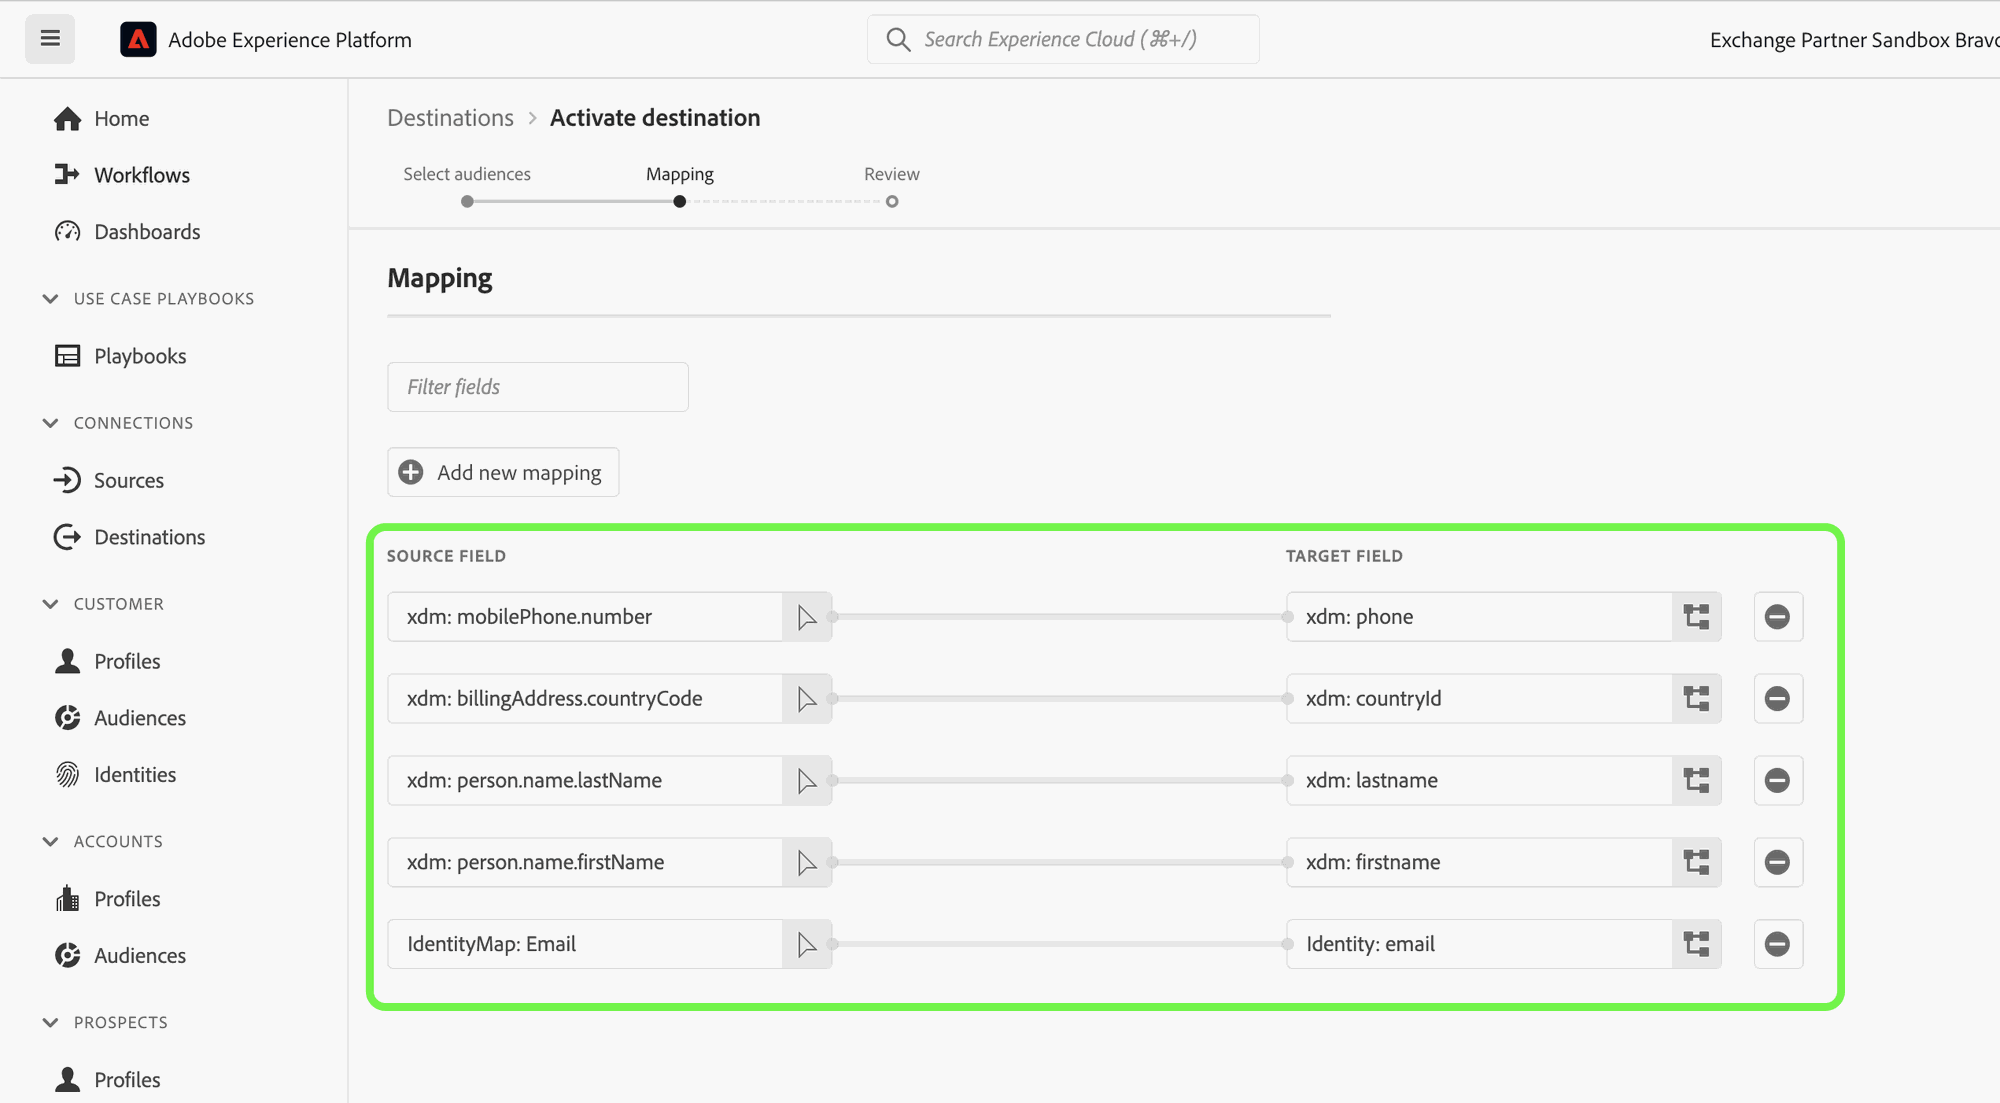 Adobe Experience Platform
Search Experience Cloud (⌘+/)
Exchange Partner Sandbox Bravo
Home
Workflows
Dashboards
USE CASE PLAYBOOKS
Playbooks
CONNECTIONS
Sources
Destinations
CUSTOMER
Profiles
Audiences
Identities
ACCOUNTS
Profiles
Audiences
PROSPECTS
Profiles
Destinations > Activate destination
Select audiences Mapping Review
Mapping
Filter fields
Add new mapping
SOURCE FIELD TARGET FIELD
xdm: mobilePhone.number xdm: phone
xdm: billingAddress.countryCode xdm: countryId
xdm: person.name.lastName xdm: lastname
xdm: person.name.firstName xdm: firstname
IdentityMap: Email Identity: email